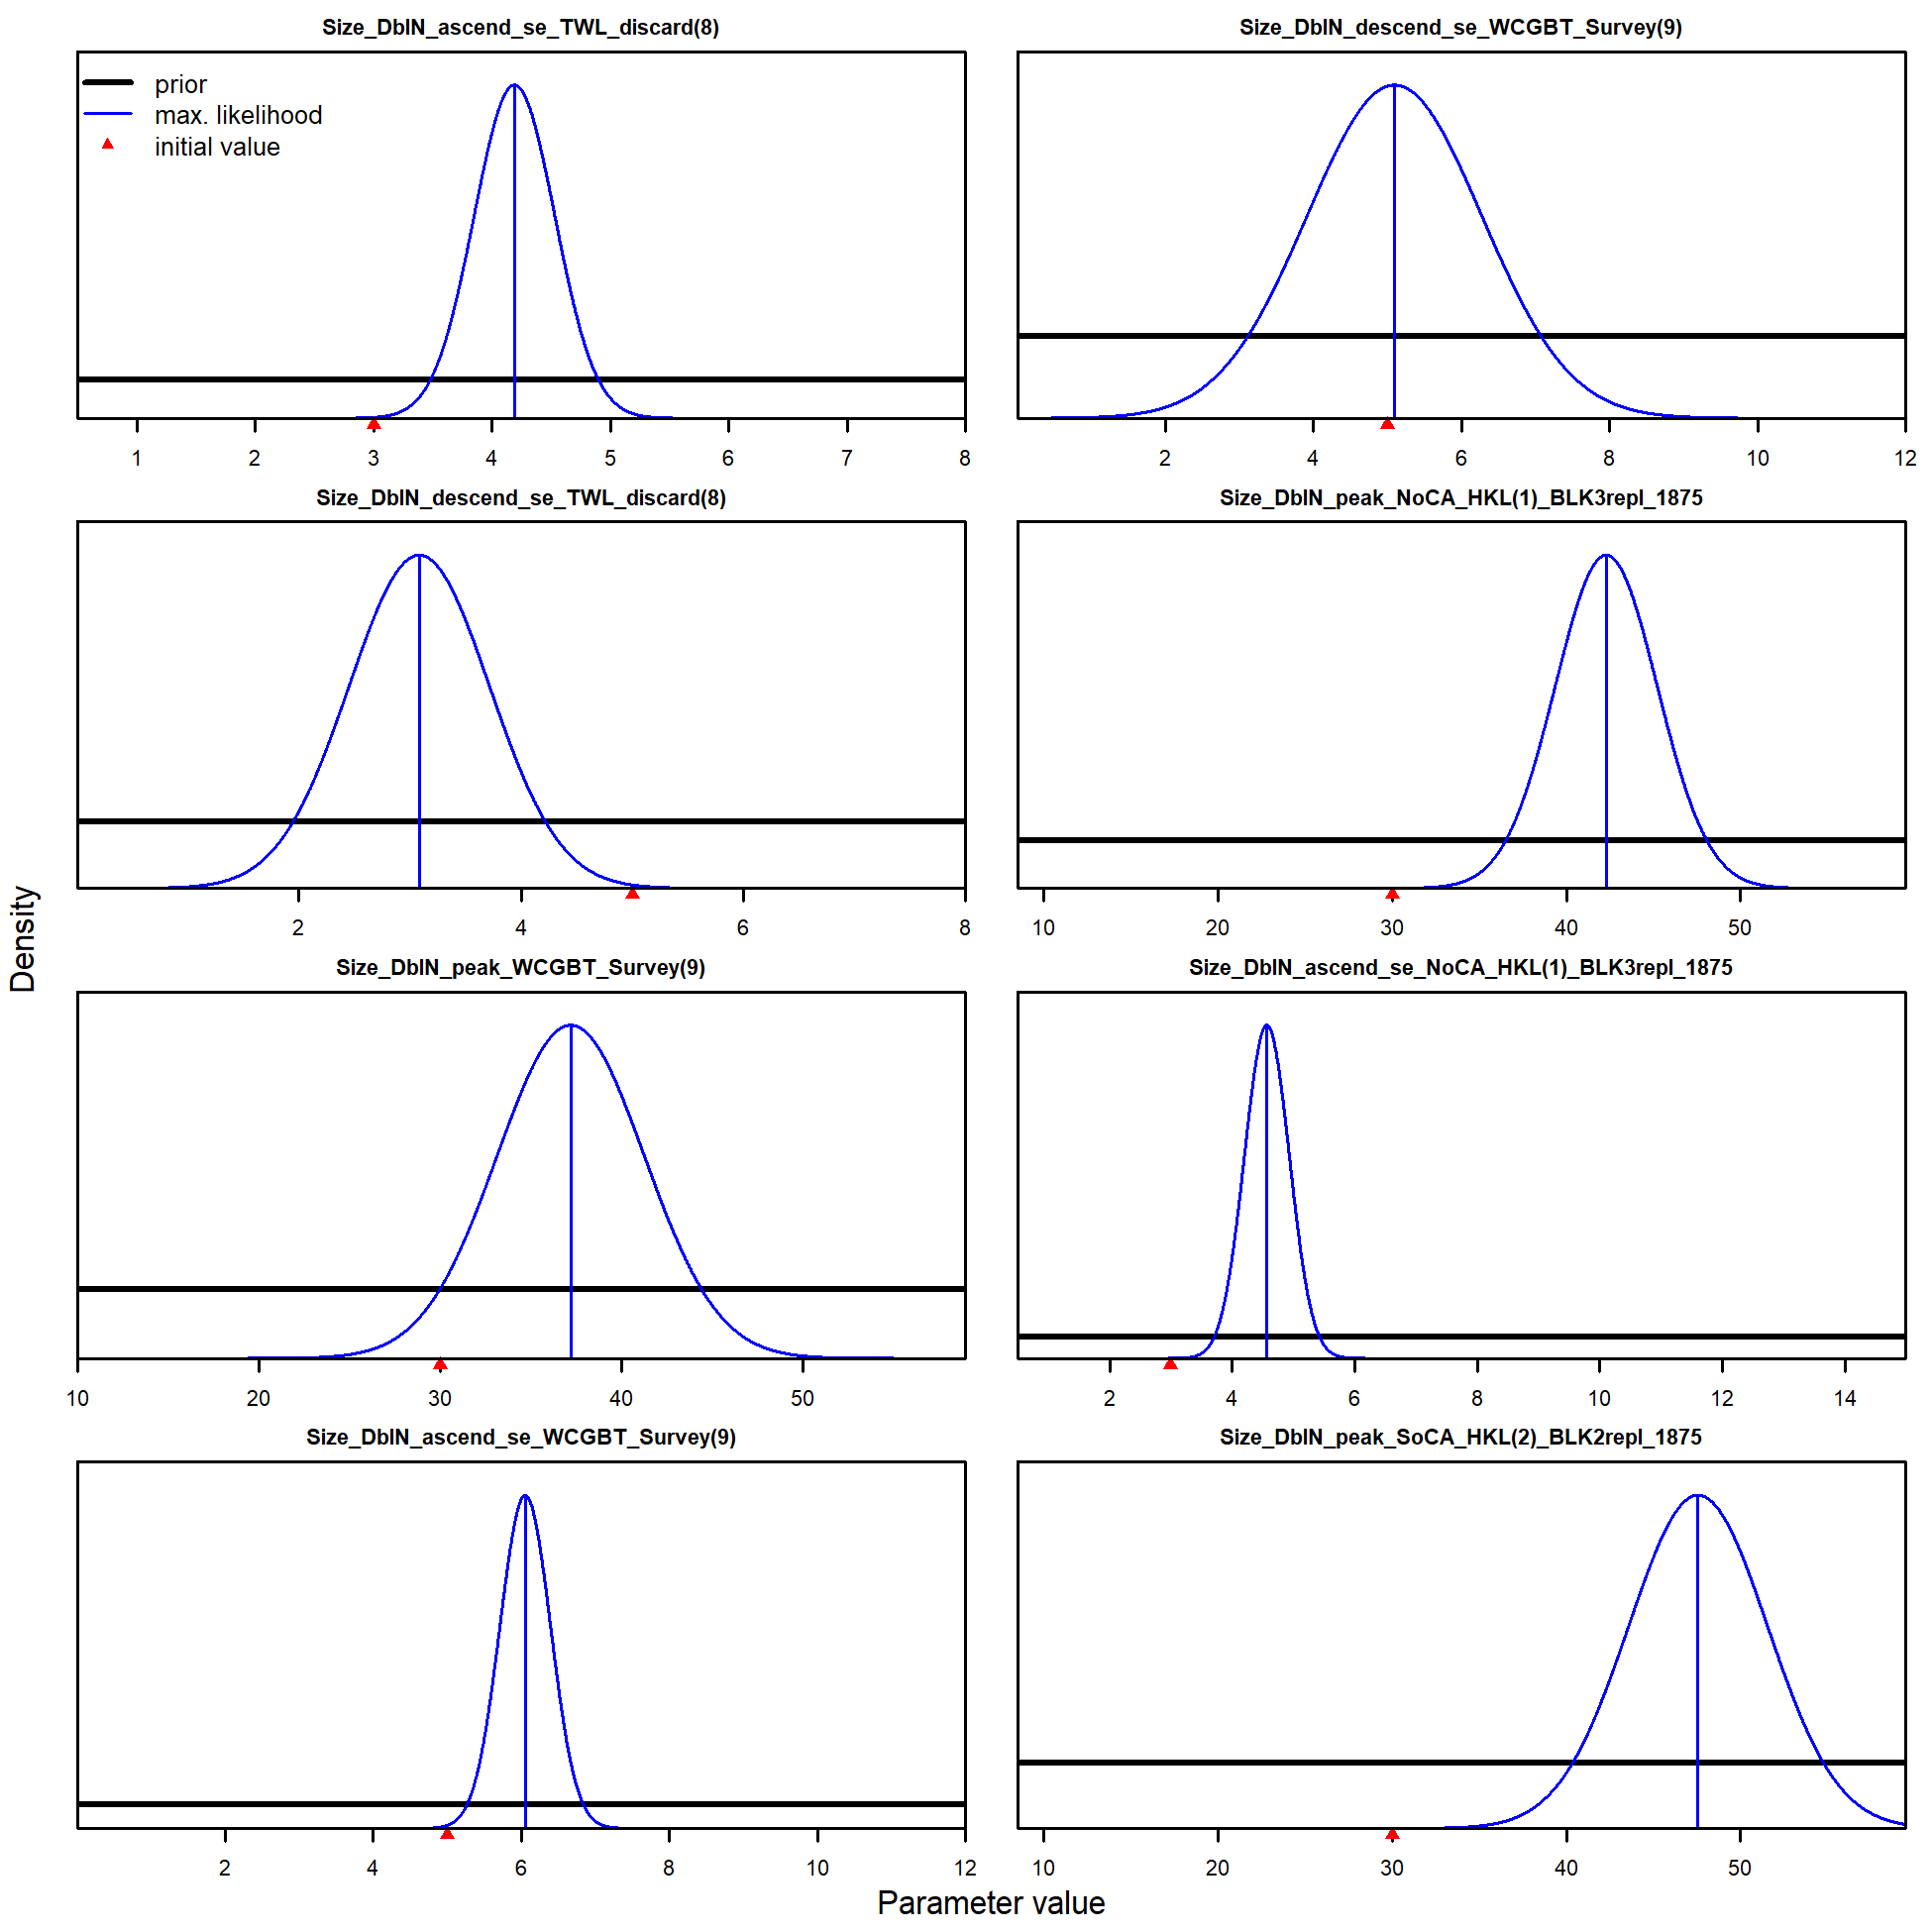 Size_DblN_ascend_se_TWL_discard(8)
prior
max. likelihood
initial value
1 2 3 4 5 6 7 8
Size_DblN_descend_se_WCGBT_Survey(9)
2 4 6 8 10 12
Size_DblN_descend_se_TWL_discard(8)
2 4 6 8
Size_DblN_peak_NoCA_HKL(1)_BLK3repl_1875
10 20 30 40 50
Size_DblN_peak_WCGBT_Survey(9)
10 20 30 40 50
Size_DblN_ascend_se_NoCA_HKL(1)_BLK3repl_1875
2 4 6 8 10 12 14
Size_DblN_ascend_se_WCGBT_Survey(9)
2 4 6 8 10 12
Size_DblN_peak_SoCA_HKL(2)_BLK2repl_1875
10 20 30 40 50
Density
Parameter value